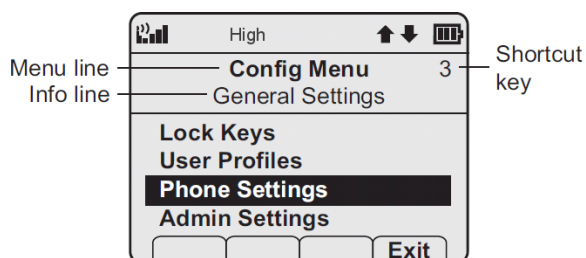 High
Menu line Config Menu 3 Shortcut key
Info line General Settings
Lock Keys
User Profiles
Phone Settings
Admin Settings
Exit